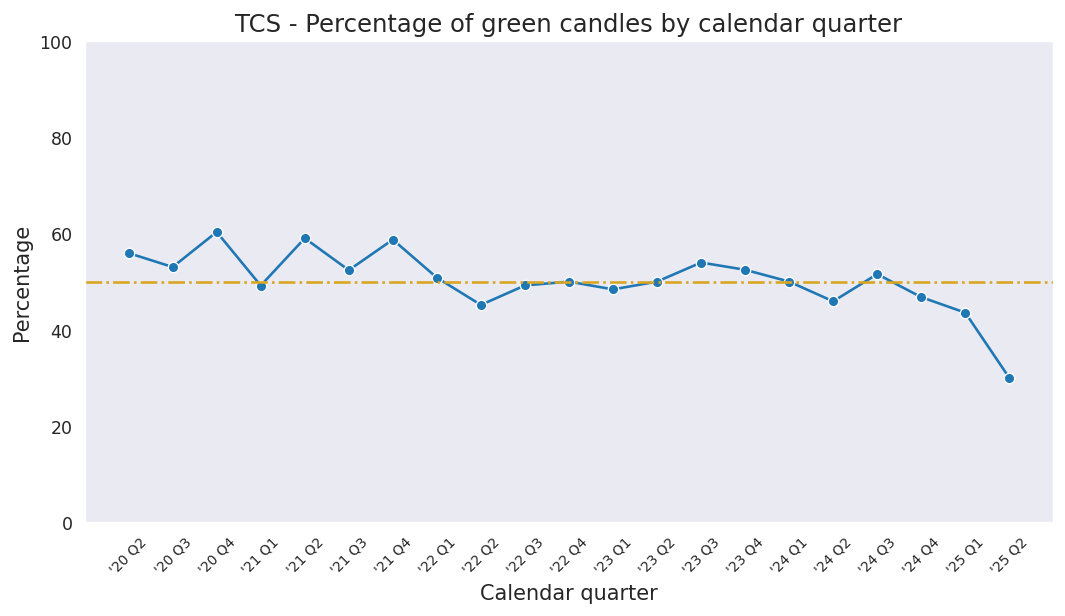 TCS - Percentage of green candles by calendar quarter
100
80
60
40
20
0
Percentage
'20 Q2
'20 Q3
'20 Q4
'21 Q1
'21 Q2
'21 Q3
'21 Q4
'22 Q1
'22 Q2
'22 Q3
'22 Q4
'23 Q1
'23 Q2
'23 Q3
'23 Q4
'24 Q1
'24 Q2
'24 Q3
'24 Q4
'25 Q1
'25 Q2
Calendar quarter